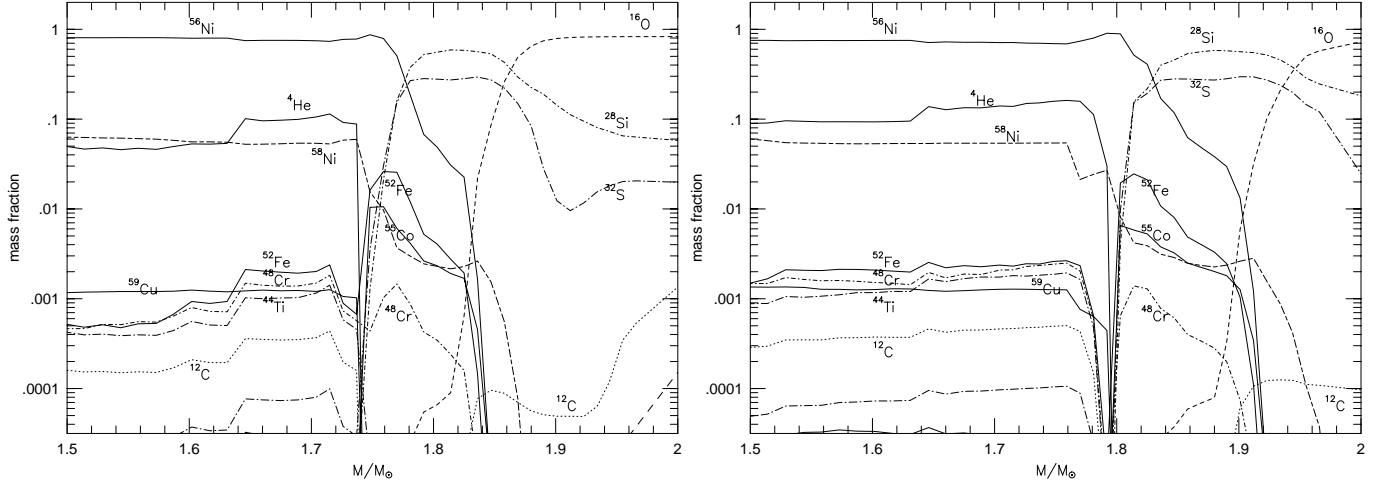 ⁵⁶Ni
¹⁶O
⁴He
²⁸Si
⁵⁸Ni
³²S
⁵²Fe
⁵⁵Co
⁵²Fe
⁵⁹Cu
⁴⁸Cr
⁴⁴Ti
⁴⁸Cr
¹²C
¹²C
1
.1
.01
.001
.0001
mass fraction
1.5
1.6
1.7
1.8
1.9
2
M/M☉
⁵⁶Ni
²⁸Si
¹⁶O
³²S
⁴He
⁵⁸Ni
⁵²Fe
⁵⁵Co
⁵²Fe
⁴⁸Cr
⁵⁹Cu
⁴⁴Ti
⁴⁸Cr
¹²C
¹²C
1
.1
.01
.001
.0001
mass fraction
1.5
1.6
1.7
1.8
1.9
2
M/M☉